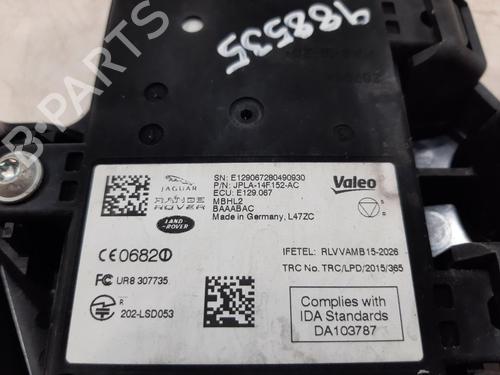 988535
SN: E129067280490930
P/N: JPLA-14F152-AC
ECU: E129.067
MBHL2
BAAABAC
Made in Germany, L47ZC
Valeo
JAGUAR
RANGE ROVER
LAND-ROVER
CE0682
IFETEL: RLVVAMB15-2026
TRC No. TRC/LPD/2015/365
FC UR8 307735
R
202-LSD053
Complies with
IDA Standards
DA103787
B-PARTS